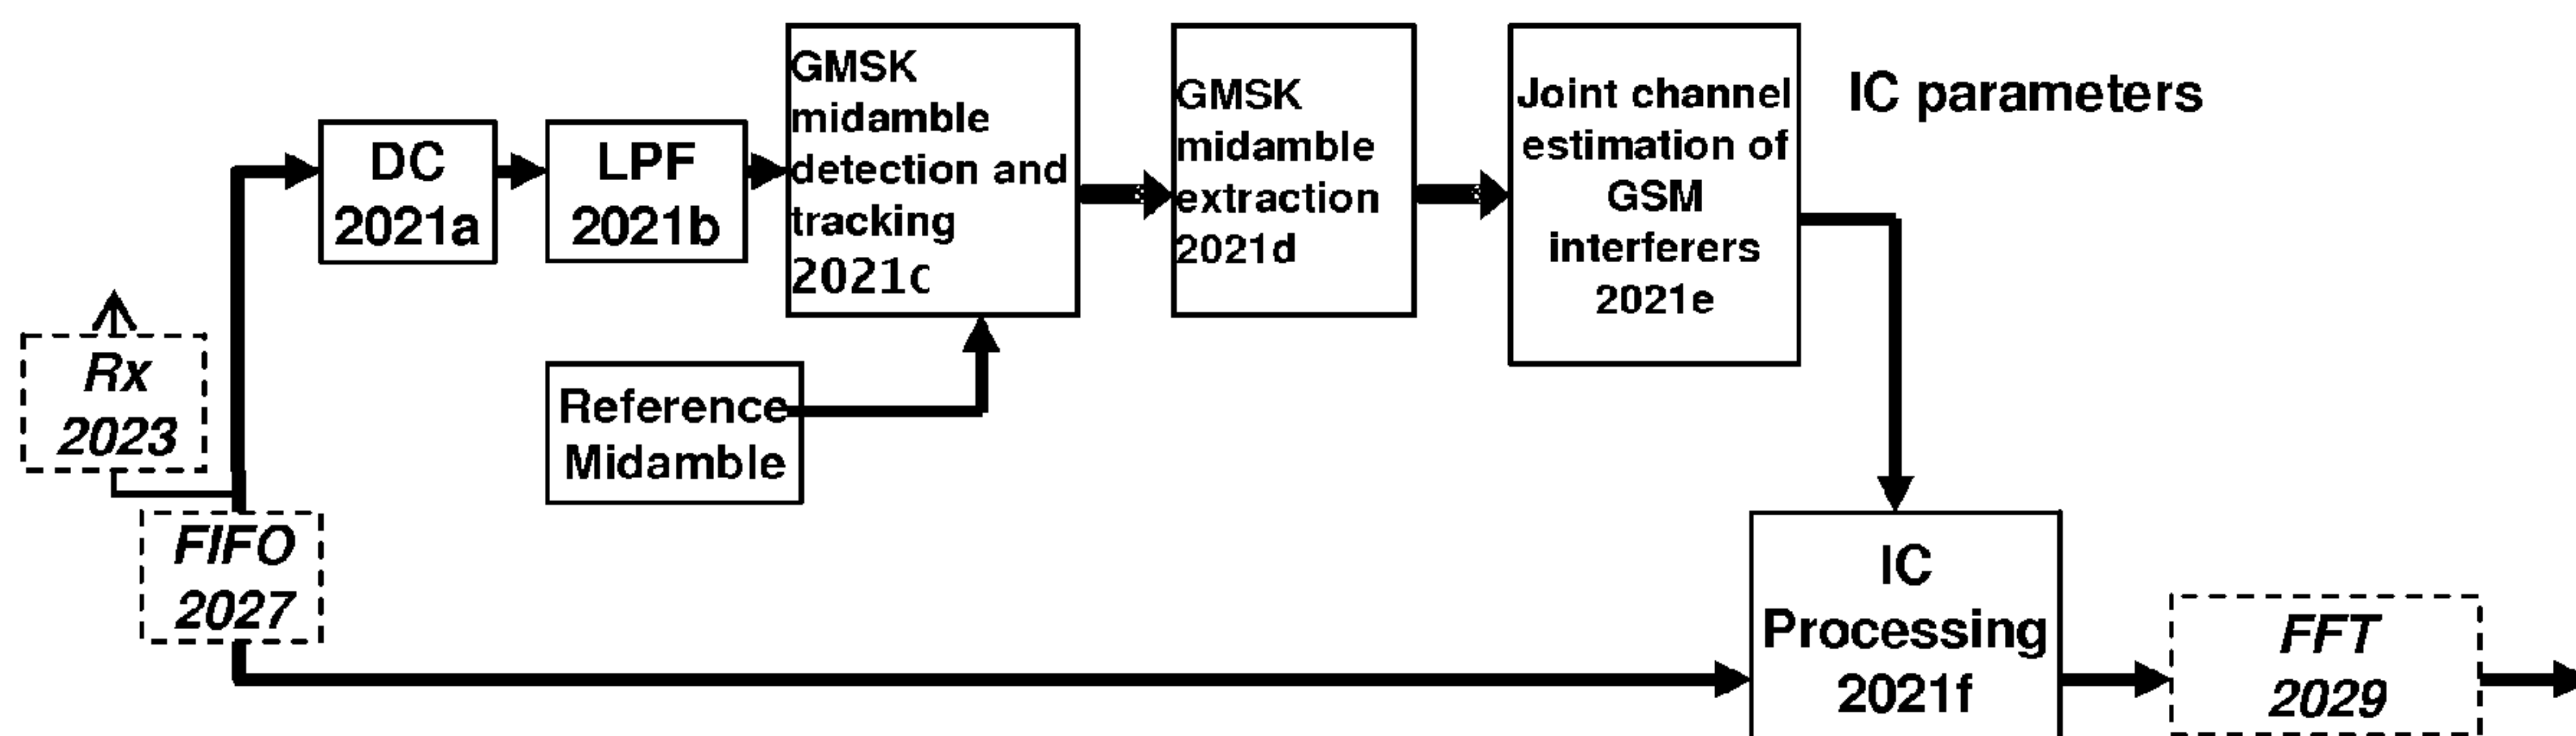 DC
2021a
LPF
2021b
GMSK
midamble
detection and
tracking
2021c
GMSK
midamble
extraction
2021d
Joint channel
estimation of
GSM
interferers
2021e
IC parameters
Rx
2023
Reference
Midamble
FIFO
2027
IC
Processing
2021f
FFT
2029